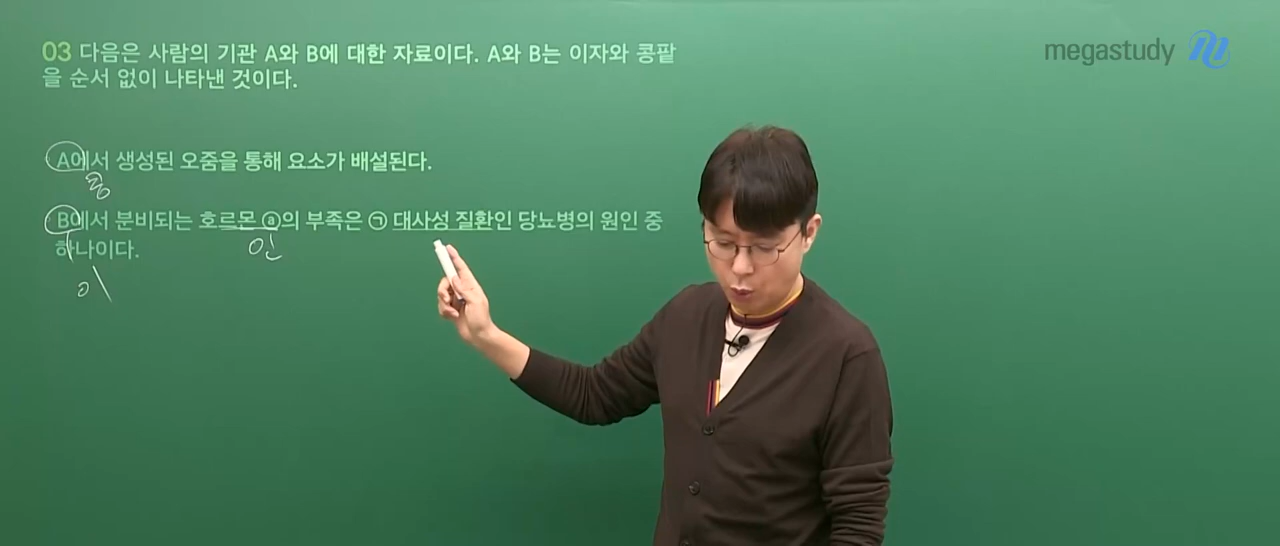 03 다음은 사람의 기관 A와 B에 대한 자료이다. A와 B는 이자와 콩팥
을 순서 없이 나타낸 것이다.
megastudy
A에서 생성된 오줌을 통해 요소가 배설된다.
콩
B에서 분비되는 호르몬 ⓐ의 부족은 ㉠ 대사성 질환인 당뇨병의 원인 중
하나이다.
인
이